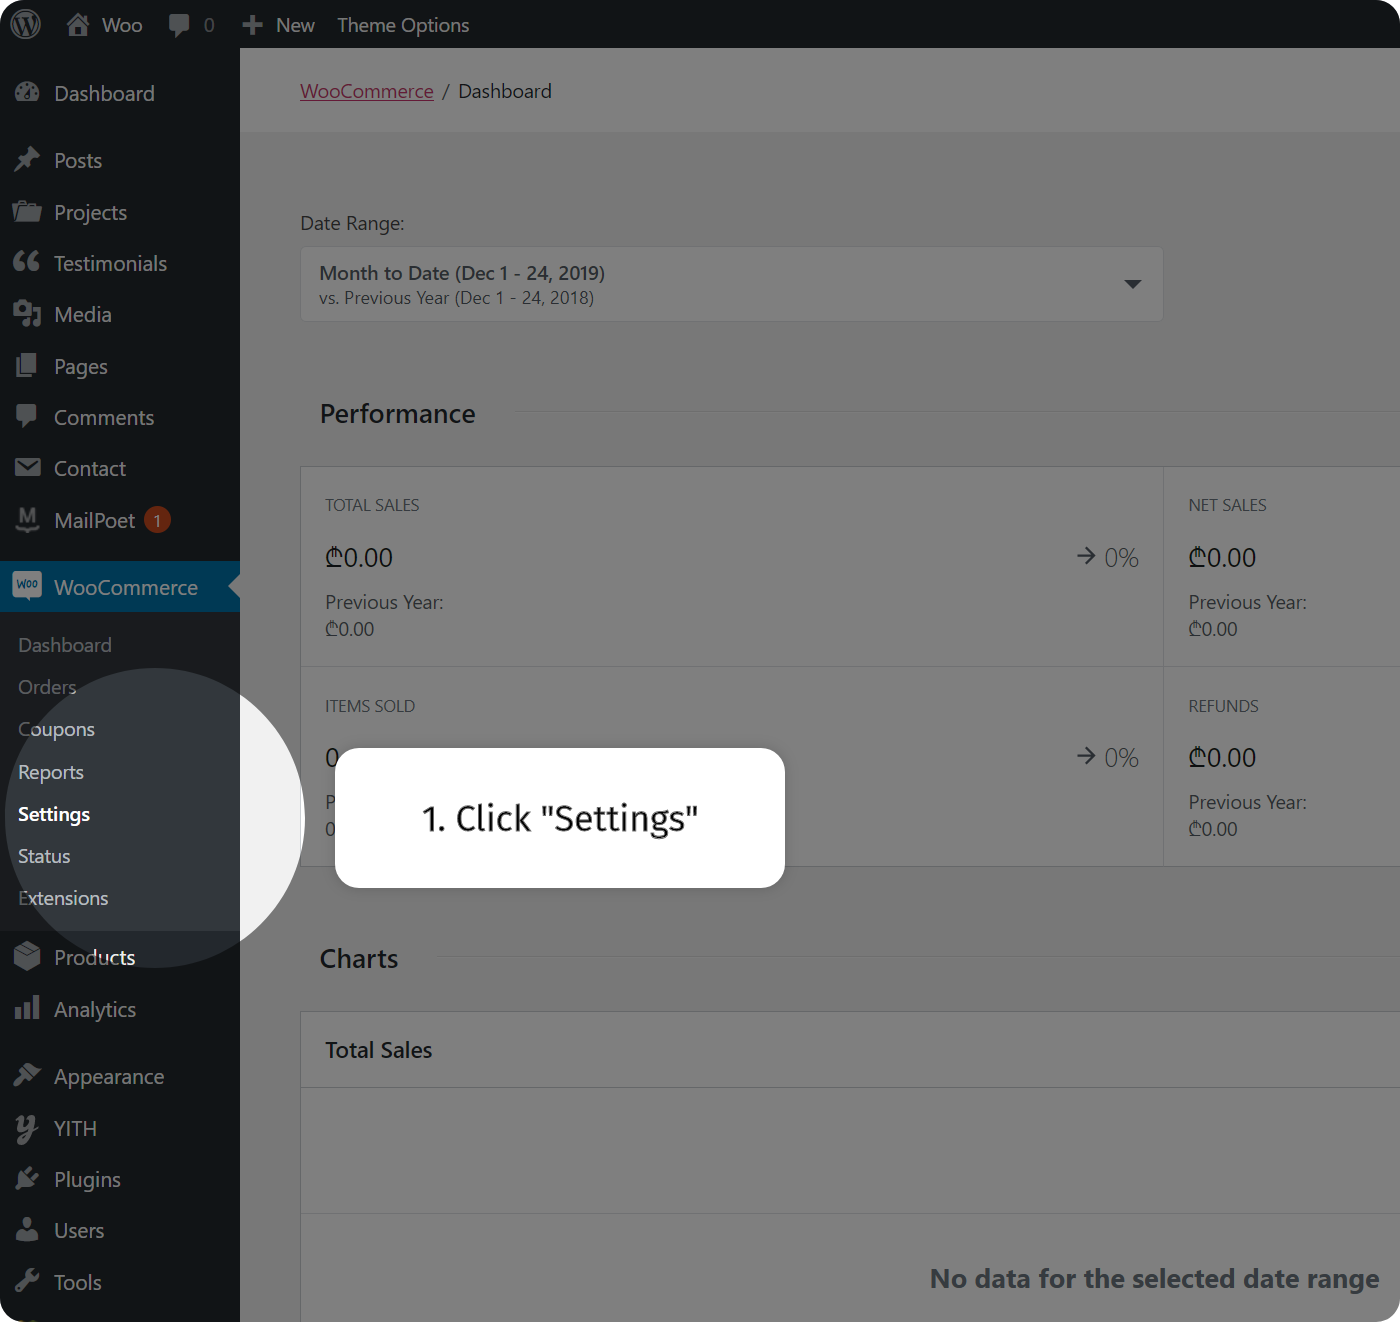 Woo
0
New
Theme Options
Dashboard
Posts
Projects
Testimonials
Media
Pages
Comments
Contact
MailPoet 1
Woo WooCommerce
Dashboard
Orders
Coupons
Reports
Settings
Status
Extensions
Products
Analytics
Appearance
YITH
Plugins
Users
Tools
WooCommerce / Dashboard
Date Range:
Month to Date (Dec 1 - 24, 2019)
vs. Previous Year (Dec 1 - 24, 2018)
Performance
TOTAL SALES
₾0.00
→ 0%
Previous Year:
₾0.00
NET SALES
₾0.00
Previous Year:
₾0.00
ITEMS SOLD
0
→ 0%
P
0
REFUNDS
₾0.00
Previous Year:
₾0.00
1. Click "Settings"
Charts
Total Sales
No data for the selected date range